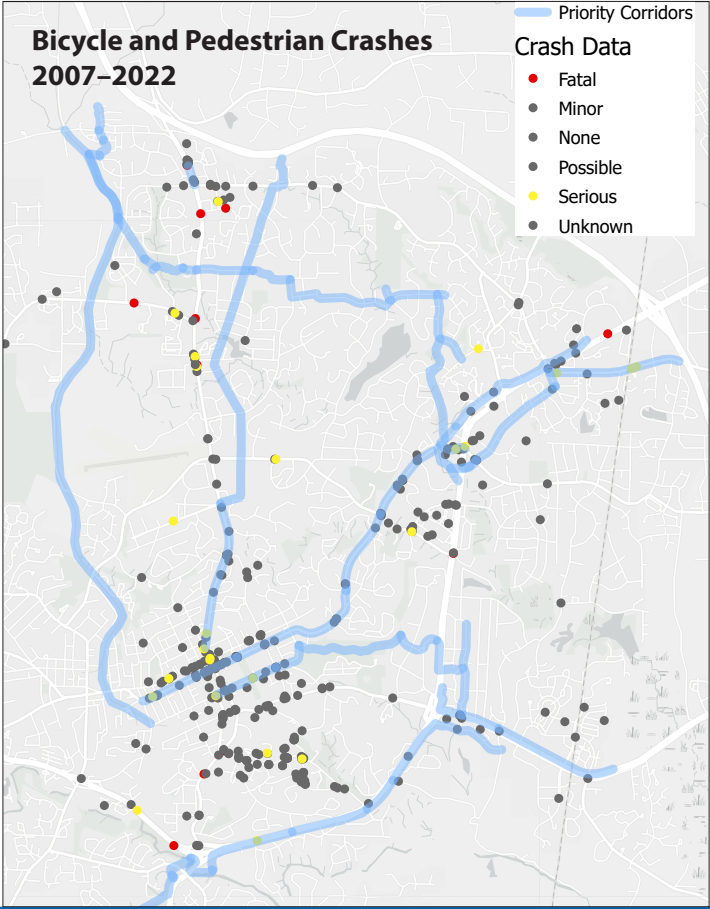 Bicycle and Pedestrian Crashes
2007–2022
Priority Corridors
Crash Data
Fatal
Minor
None
Possible
Serious
Unknown